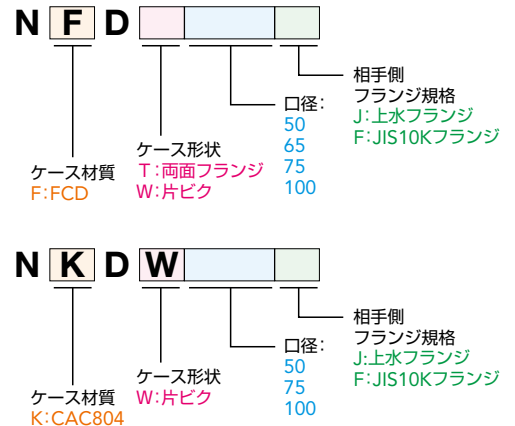 N F D
相手側
フランジ規格
J：上水フランジ
F：JIS10Kフランジ
口径：
50
65
75
100
ケース形状
T：両面フランジ
W：片ビク
ケース材質
F：FCD
N K D W
相手側
フランジ規格
J：上水フランジ
F：JIS10Kフランジ
口径：
50
75
100
ケース形状
W：片ビク
ケース材質
K：CAC804